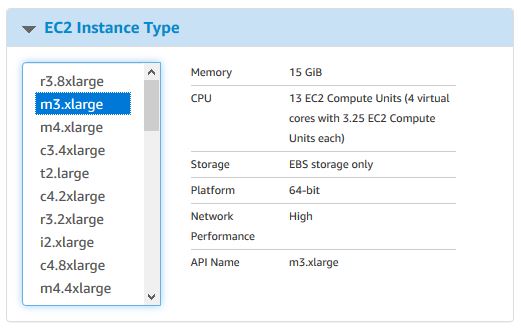 EC2 Instance Type
r3.8xlarge
m3.xlarge
m4.xlarge
c3.4xlarge
t2.large
c4.2xlarge
r3.2xlarge
i2.xlarge
c4.8xlarge
m4.4xlarge
Memory 15 GiB
CPU 13 EC2 Compute Units (4 virtual
cores with 3.25 EC2 Compute
Units each)
Storage EBS storage only
Platform 64-bit
Network High
Performance
API Name m3.xlarge